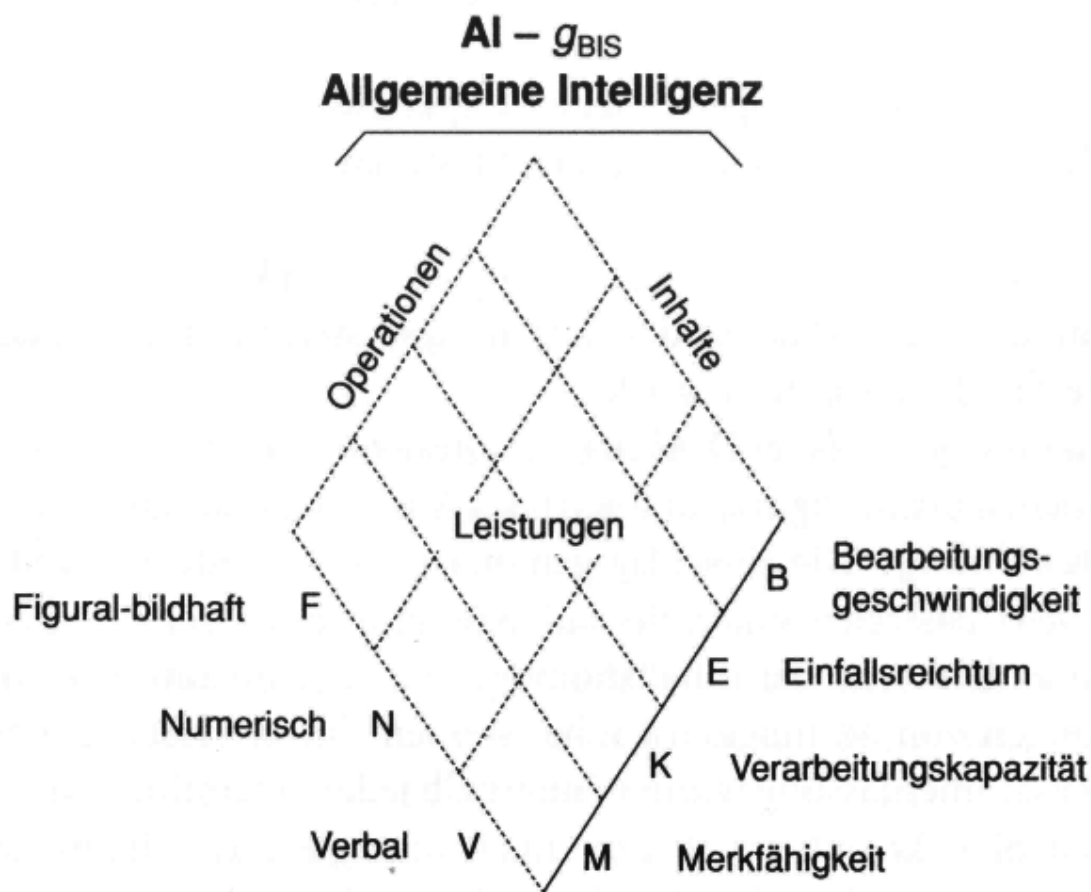 AI – gBIS
Allgemeine Intelligenz
Operationen
Inhalte
Leistungen
B Bearbeitungs-
geschwindigkeit
Figural-bildhaft F
E Einfallsreichtum
Numerisch N
K Verarbeitungskapazität
Verbal V
M Merkfähigkeit